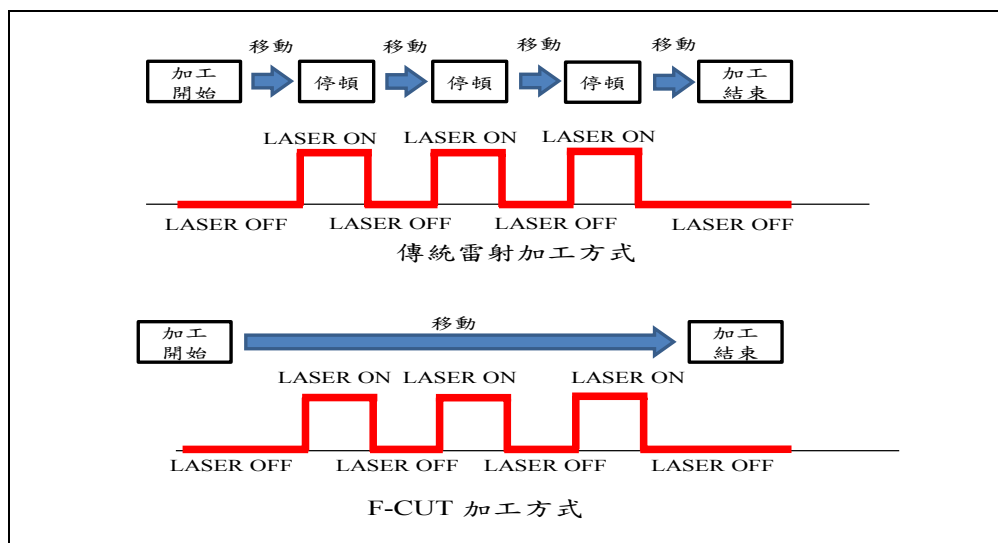 移動 移動 移動 移動
加工 停頓 停頓 停頓 加工
開始 結束
LASER ON LASER ON LASER ON
LASER OFF LASER OFF LASER OFF LASER OFF
傳統雷射加工方式
移動
加工 加工
開始 結束
LASER ON LASER ON LASER ON
LASER OFF LASER OFF LASER OFF LASER OFF
F-CUT 加工方式